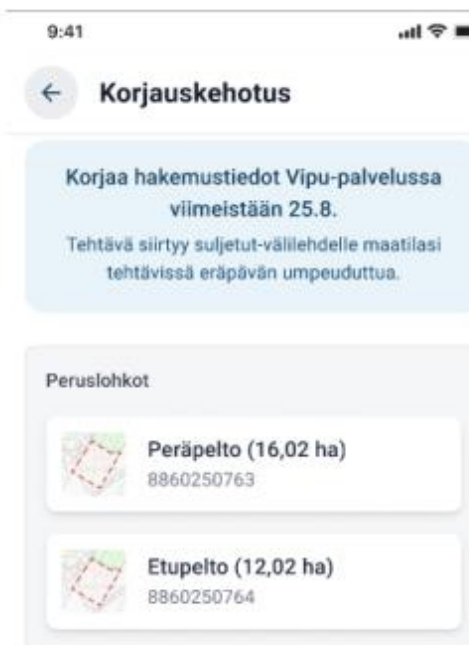 9:41
Korjauskehotus
Korjaa hakemustiedot Vipu-palvelussa
viimeistään 25.8.
Tehtävä siirtyy suljetut-välilehdelle maatilasi
tehtävissä eräpävän umpeuduttua.
Peruslohkot
Peräpelto (16,02 ha)
8860250763
Etupelto (12,02 ha)
8860250764